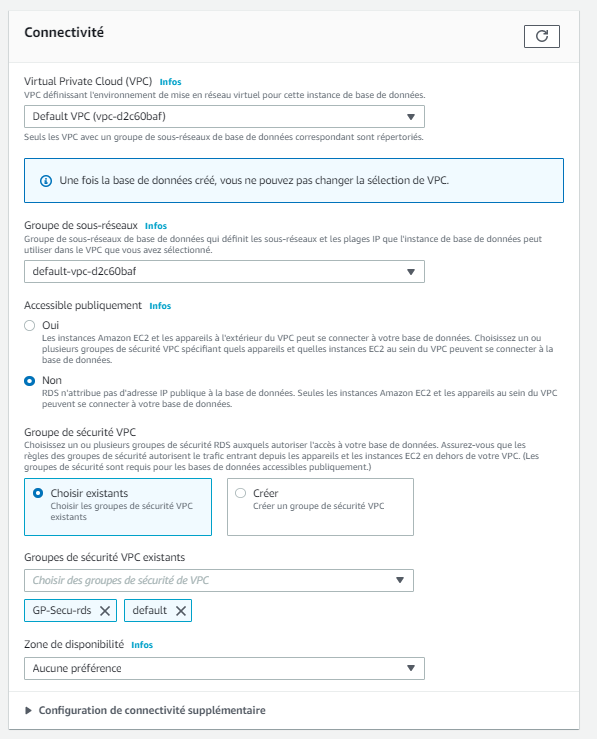 Connectivité
Virtual Private Cloud (VPC) Infos
VPC définissant l'environnement de mise en réseau virtuel pour cette instance de base de données.
Default VPC (vpc-d2c60baf)
Seuls les VPC avec un groupe de sous-réseaux de base de données correspondant sont répertoriés.
Une fois la base de données créé, vous ne pouvez pas changer la sélection de VPC.
Groupe de sous-réseaux Infos
Groupe de sous-réseaux de base de données qui définit les sous-réseaux et les plages IP que l'instance de base de données peut
utiliser dans le VPC que vous avez sélectionné.
default-vpc-d2c60baf
Accessible publiquement Infos
Oui
Les instances Amazon EC2 et les appareils à l'extérieur du VPC peut se connecter à votre base de données. Choisissez un ou
plusieurs groupes de sécurité VPC spécifiant quels appareils et quelles instances EC2 au sein du VPC peuvent se connecter à la
base de données.
Non
RDS n'attribue pas d'adresse IP publique à la base de données. Seules les instances Amazon EC2 et les appareils au sein du VPC
peuvent se connecter à votre base de données.
Groupe de sécurité VPC
Choisissez un ou plusieurs groupes de sécurité RDS auxquels autoriser l'accès à votre base de données. Assurez-vous que les
règles des groupes de sécurité autorisent le trafic entrant depuis les appareils et les instances EC2 en dehors de votre VPC. (Les
groupes de sécurité sont requis pour les bases de données accessibles publiquement.)
Choisir existants
Choisir les groupes de sécurité VPC
existants
Créer
Créer un groupe de sécurité VPC
Groupes de sécurité VPC existants
Choisir des groupes de sécurité de VPC
GP-Secu-rds
default
Zone de disponibilité Infos
Aucune préférence
Configuration de connectivité supplémentaire